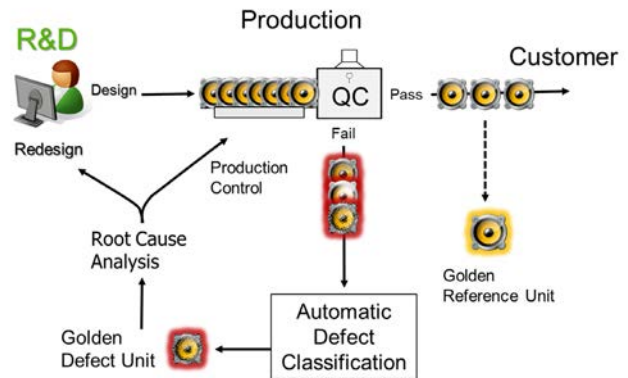 Production
R&D
Customer
Design
QC
Pass
Fail
Redesign
Production
Control
Root Cause
Analysis
Golden
Reference Unit
Automatic
Defect
Classification
Golden
Defect Unit